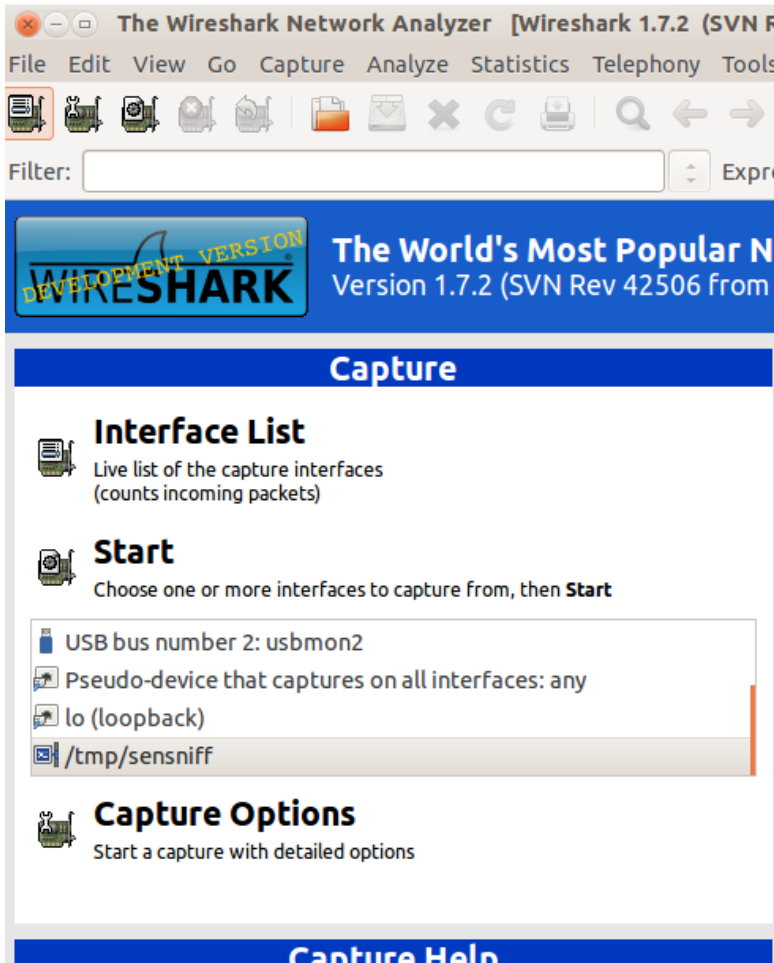 The Wireshark Network Analyzer [Wireshark 1.7.2 (SVN R
File Edit View Go Capture Analyze Statistics Telephony Tools
Filter: Expre
DEVELOPMENT VERSION
WIRESHARK
The World's Most Popular N
Version 1.7.2 (SVN Rev 42506 from
Capture
Interface List
Live list of the capture interfaces
(counts incoming packets)
Start
Choose one or more interfaces to capture from, then Start
USB bus number 2: usbmon2
Pseudo-device that captures on all interfaces: any
lo (loopback)
/tmp/sensniff
Capture Options
Start a capture with detailed options
Capture Help